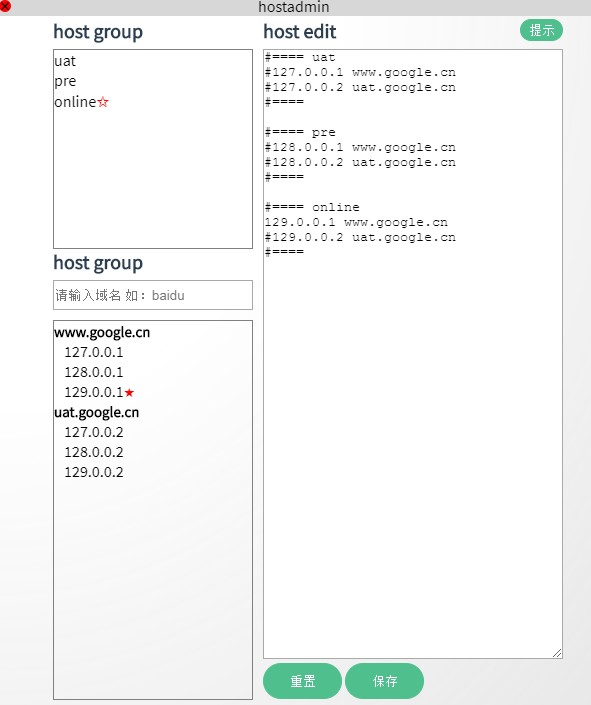 hostadmin
host group
uat
pre
online☆
host group
请输入域名 如：baidu
www.google.cn
127.0.0.1
128.0.0.1
129.0.0.1★
uat.google.cn
127.0.0.2
128.0.0.2
129.0.0.2
host edit
提示
#==== uat
#127.0.0.1 www.google.cn
#127.0.0.2 uat.google.cn
#====
#==== pre
#128.0.0.1 www.google.cn
#128.0.0.2 uat.google.cn
#====
#==== online
129.0.0.1 www.google.cn
#129.0.0.2 uat.google.cn
#====
重置
保存